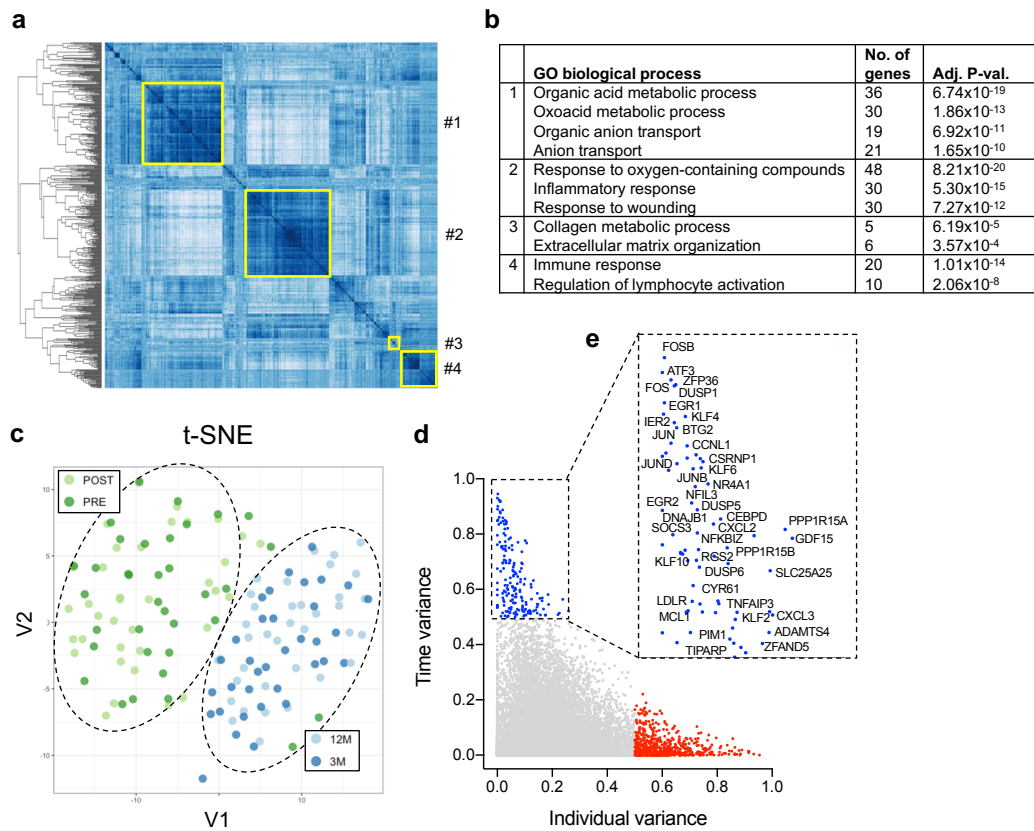 a
#1
#2
#3
#4
b
GO biological process No. of genes Adj. P-val.
1 Organic acid metabolic process 36 6.74x10-19
Oxoacid metabolic process 30 1.86x10-13
Organic anion transport 19 6.92x10-11
Anion transport 21 1.65x10-10
2 Response to oxygen-containing compounds 48 8.21x10-20
Inflammatory response 30 5.30x10-15
Response to wounding 30 7.27x10-12
3 Collagen metabolic process 5 6.19x10-5
Extracellular matrix organization 6 3.57x10-4
4 Immune response 20 1.01x10-14
Regulation of lymphocyte activation 10 2.06x10-8
c
t-SNE
POST
PRE
12M
3M
10
5
0
-5
-10
-10
0
10
V2
V1
d
1.0
0.8
0.6
0.4
0.2
0.0
0.0 0.2 0.4 0.6 0.8 1.0
Time variance
Individual variance
e
FOSB
ATF3
ZFP36
FOS
DUSP1
EGR1
KLF4
IER2
BTG2
JUN
CCNL1
CSRNP1
JUND
KLF6
JUNB
NR4A1
NFIL3
EGR2
DUSP5
DNAJB1
CEBPD
SOCS3
CXCL2
PPP1R15A
GDF15
NFKBIZ
PPP1R15B
KLF10
RGS2
SLC25A25
DUSP6
CYR61
LDLR
TNFAIP3
MCL1
KLF2
CXCL3
PIM1
ADAMTS4
TIPARP
ZFAND5